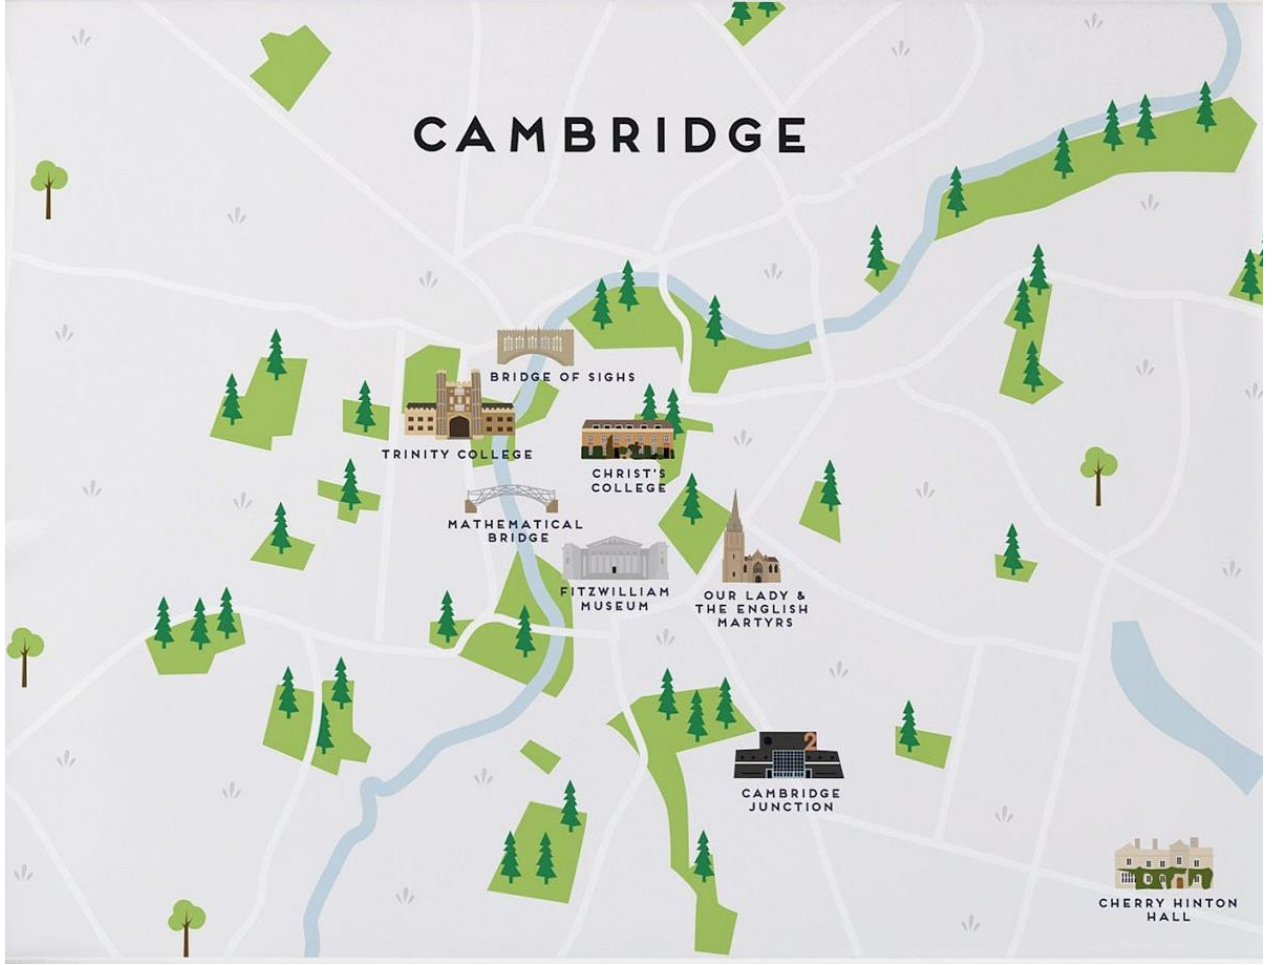 CAMBRIDGE
BRIDGE OF SIGHS
TRINITY COLLEGE
CHRIST'S
COLLEGE
MATHEMATICAL
BRIDGE
FITZWILLIAM
MUSEUM
OUR LADY &
THE ENGLISH
MARTYRS
2
CAMBRIDGE
JUNCTION
CHERRY HINTON
HALL